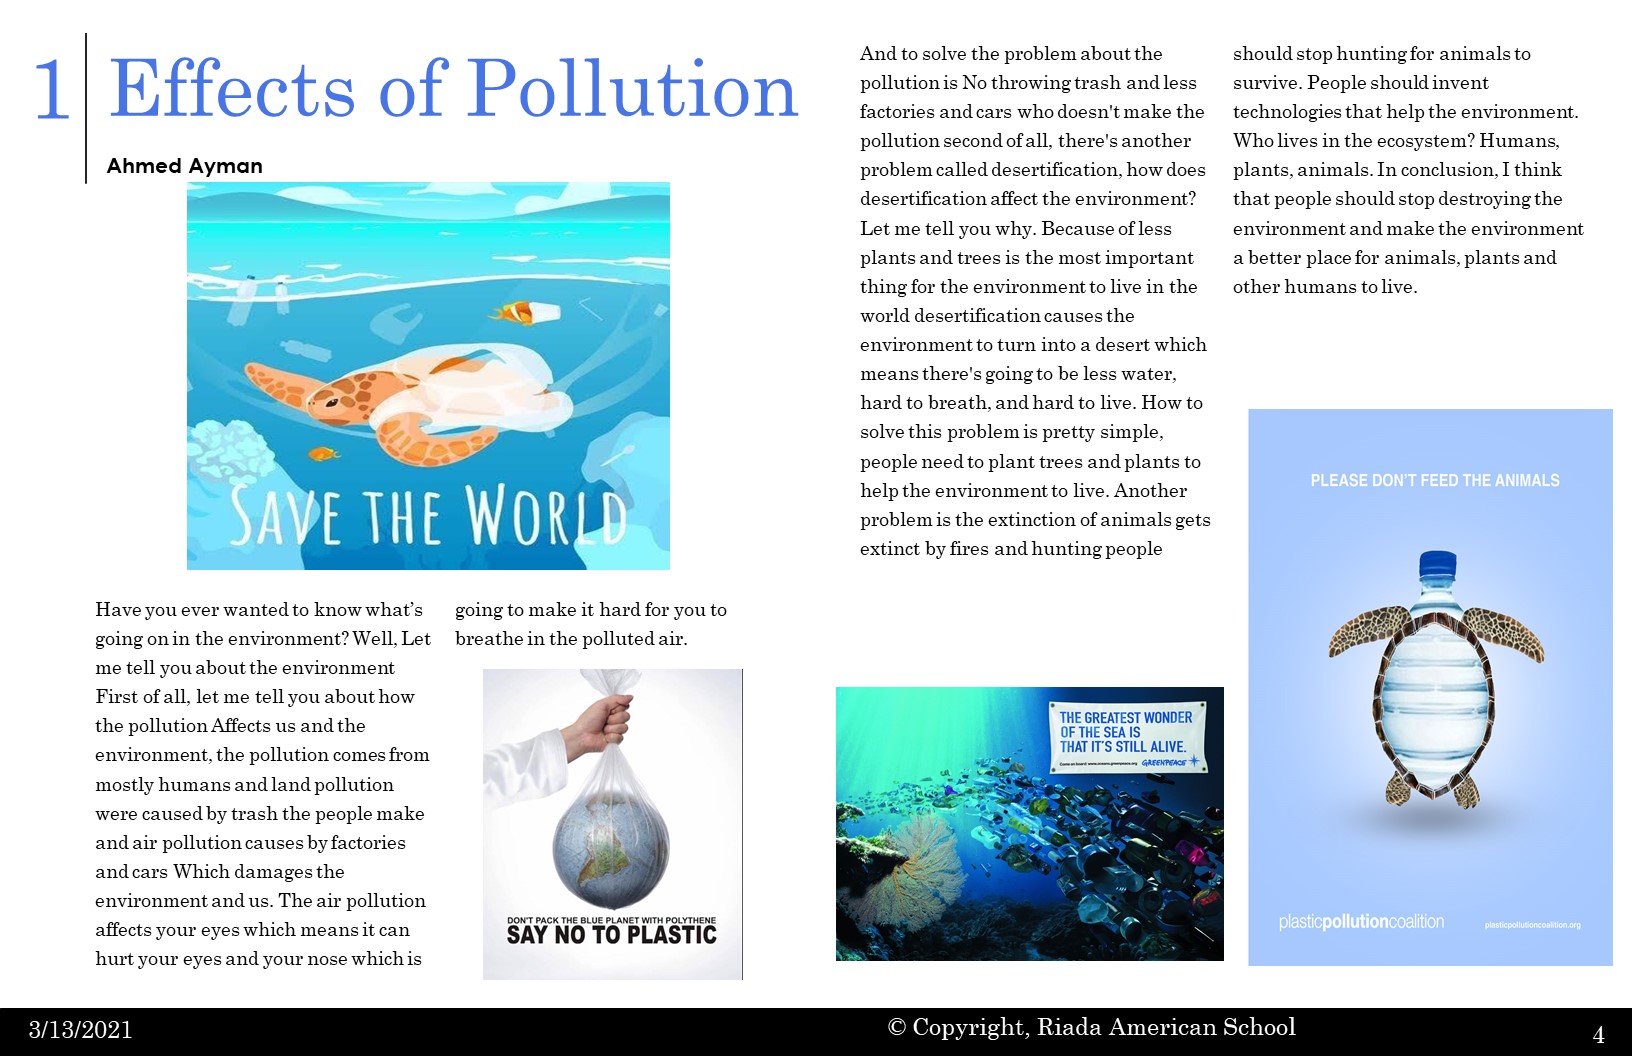 1
Effects of Pollution
Ahmed Ayman
SAVE THE WORLD
Have you ever wanted to know what’s
going on in the environment? Well, Let
me tell you about the environment
First of all, let me tell you about how
the pollution Affects us and the
environment, the pollution comes from
mostly humans and land pollution
were caused by trash the people make
and air pollution causes by factories
and cars Which damages the
environment and us. The air pollution
affects your eyes which means it can
hurt your eyes and your nose which is
going to make it hard for you to
breathe in the polluted air.
DON'T PACK THE BLUE PLANET WITH POLYTHENE
SAY NO TO PLASTIC
And to solve the problem about the
pollution is No throwing trash and less
factories and cars who doesn't make the
pollution second of all, there's another
problem called desertification, how does
desertification affect the environment?
Let me tell you why. Because of less
plants and trees is the most important
thing for the environment to live in the
world desertification causes the
environment to turn into a desert which
means there's going to be less water,
hard to breath, and hard to live. How to
solve this problem is pretty simple,
people need to plant trees and plants to
help the environment to live. Another
problem is the extinction of animals gets
extinct by fires and hunting people
should stop hunting for animals to
survive. People should invent
technologies that help the environment.
Who lives in the ecosystem? Humans,
plants, animals. In conclusion, I think
that people should stop destroying the
environment and make the environment
a better place for animals, plants and
other humans to live.
THE GREATEST WONDER
OF THE SEA IS
THAT IT'S STILL ALIVE.
Come on board: www.oceans.greenpeace.org GREENPEACE
PLEASE DON'T FEED THE ANIMALS
plasticpollutioncoalition
plasticpollutioncoalition.org
3/13/2021
© Copyright, Riada American School
4